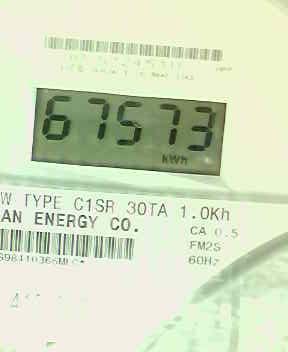 67573
kWh
W TYPE C1SR 30TA 1.0Kh
AN ENERGY CO.
CA 0.5
FM2S
60Hz